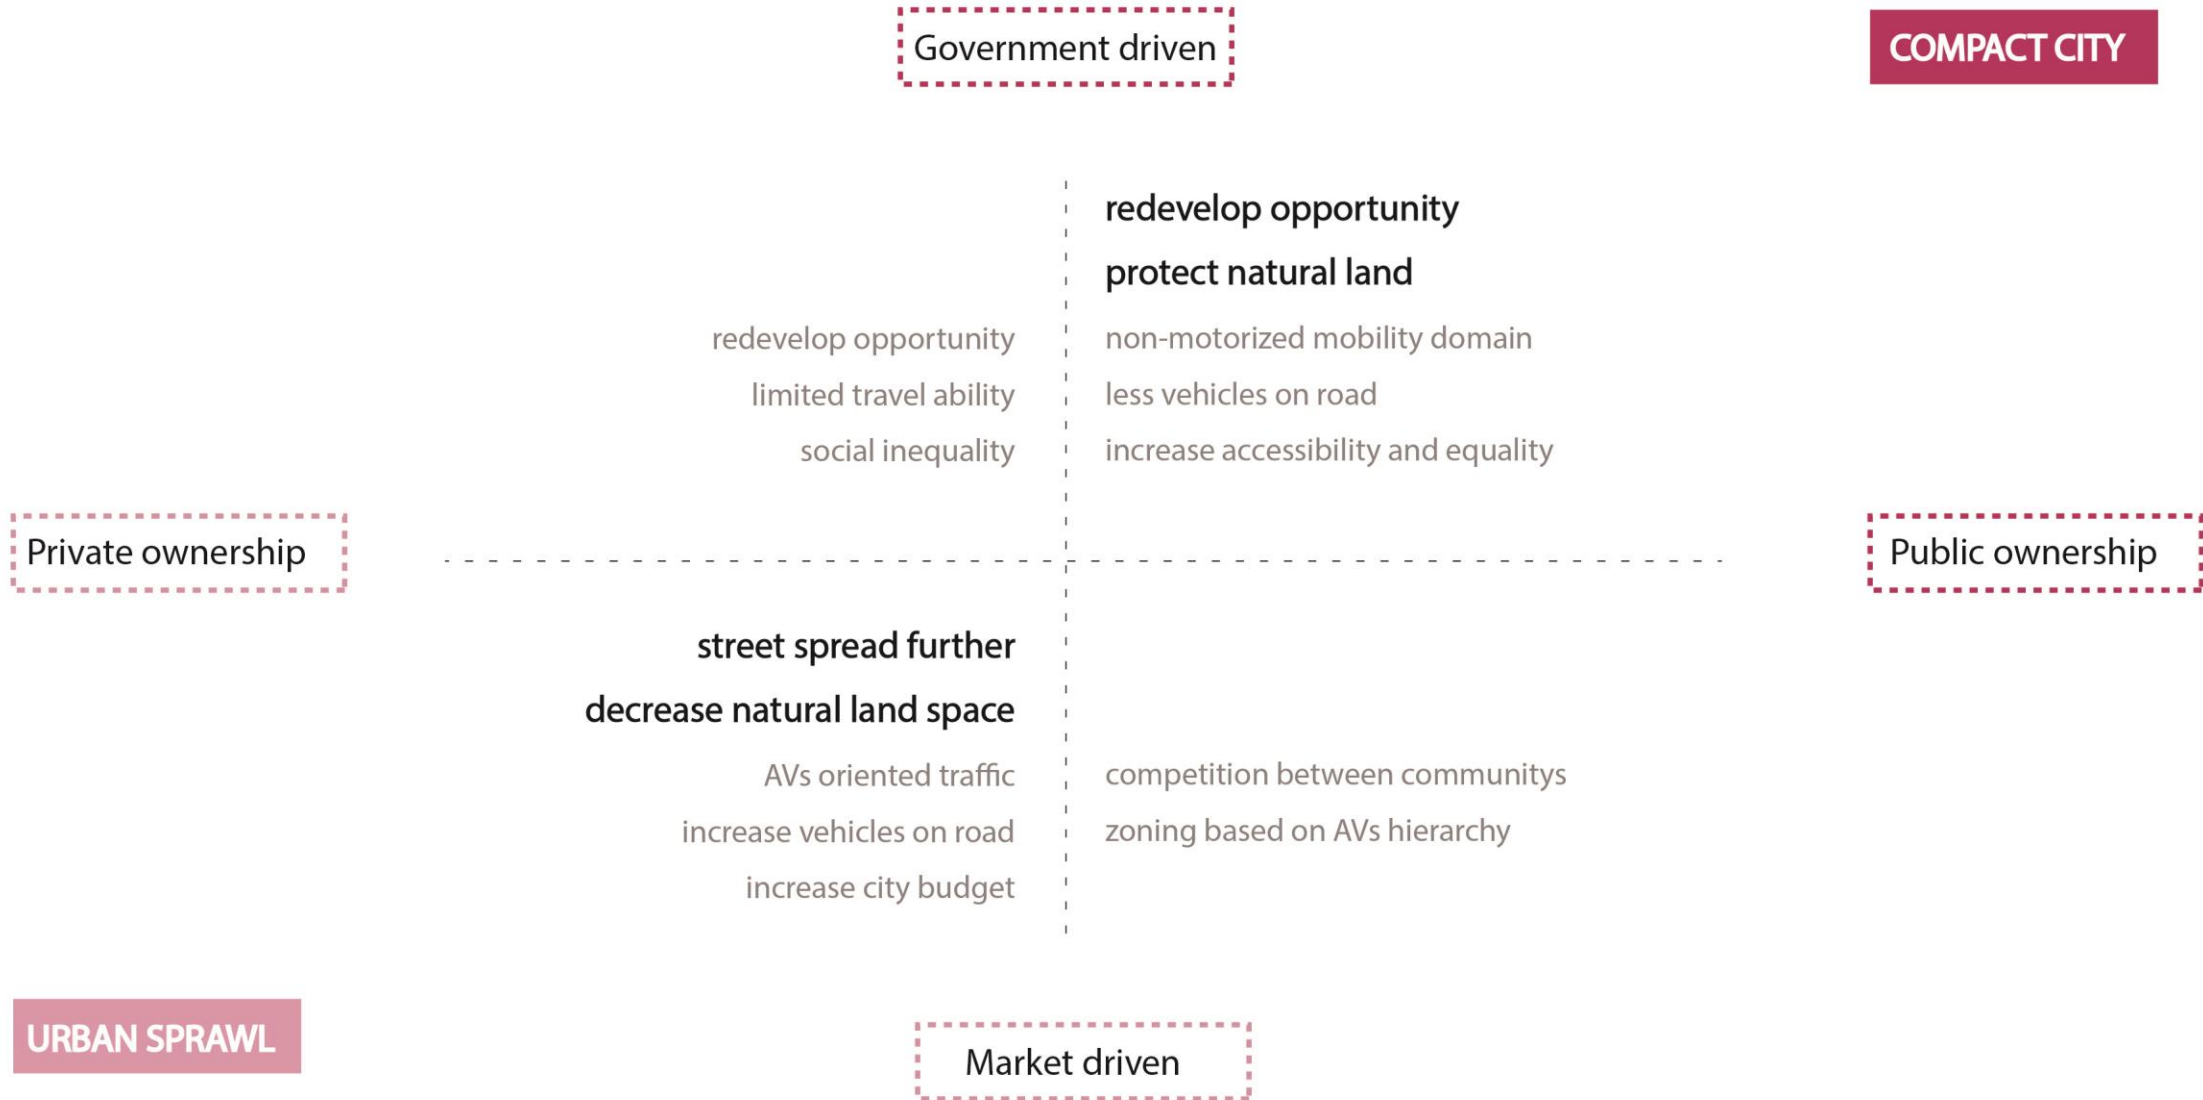 Government driven
COMPACT CITY
redevelop opportunity
protect natural land
redevelop opportunity
limited travel ability
social inequality
non-motorized mobility domain
less vehicles on road
increase accessibility and equality
Private ownership
Public ownership
street spread further
decrease natural land space
AVs oriented traffic
increase vehicles on road
increase city budget
competition between communitys
zoning based on AVs hierarchy
URBAN SPRAWL
Market driven